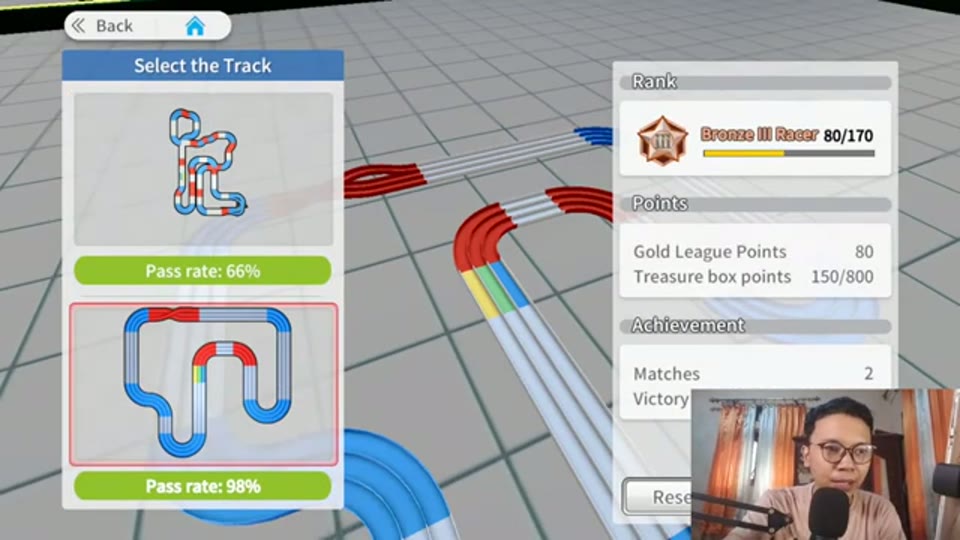 Back
Select the Track
Pass rate: 66%
Pass rate: 98%
Rank
III
Bronze III Racer 80/170
Points
Gold League Points 80
Treasure box points 150/800
Achievement
Matches 2
Victory